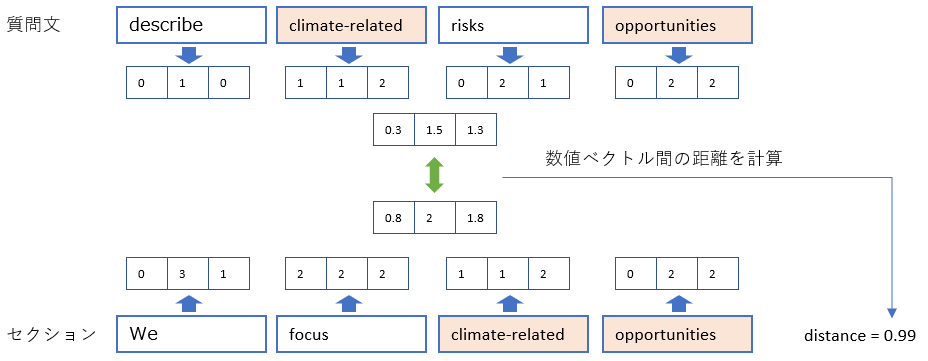 質問文 describe climate-related risks opportunities
0 1 0 1 1 2 0 2 1 0 2 2
0.3 1.5 1.3
数値ベクトル間の距離を計算
0.8 2 1.8
0 3 1 2 2 2 1 1 2 0 2 2
セクション We focus climate-related opportunities distance = 0.99